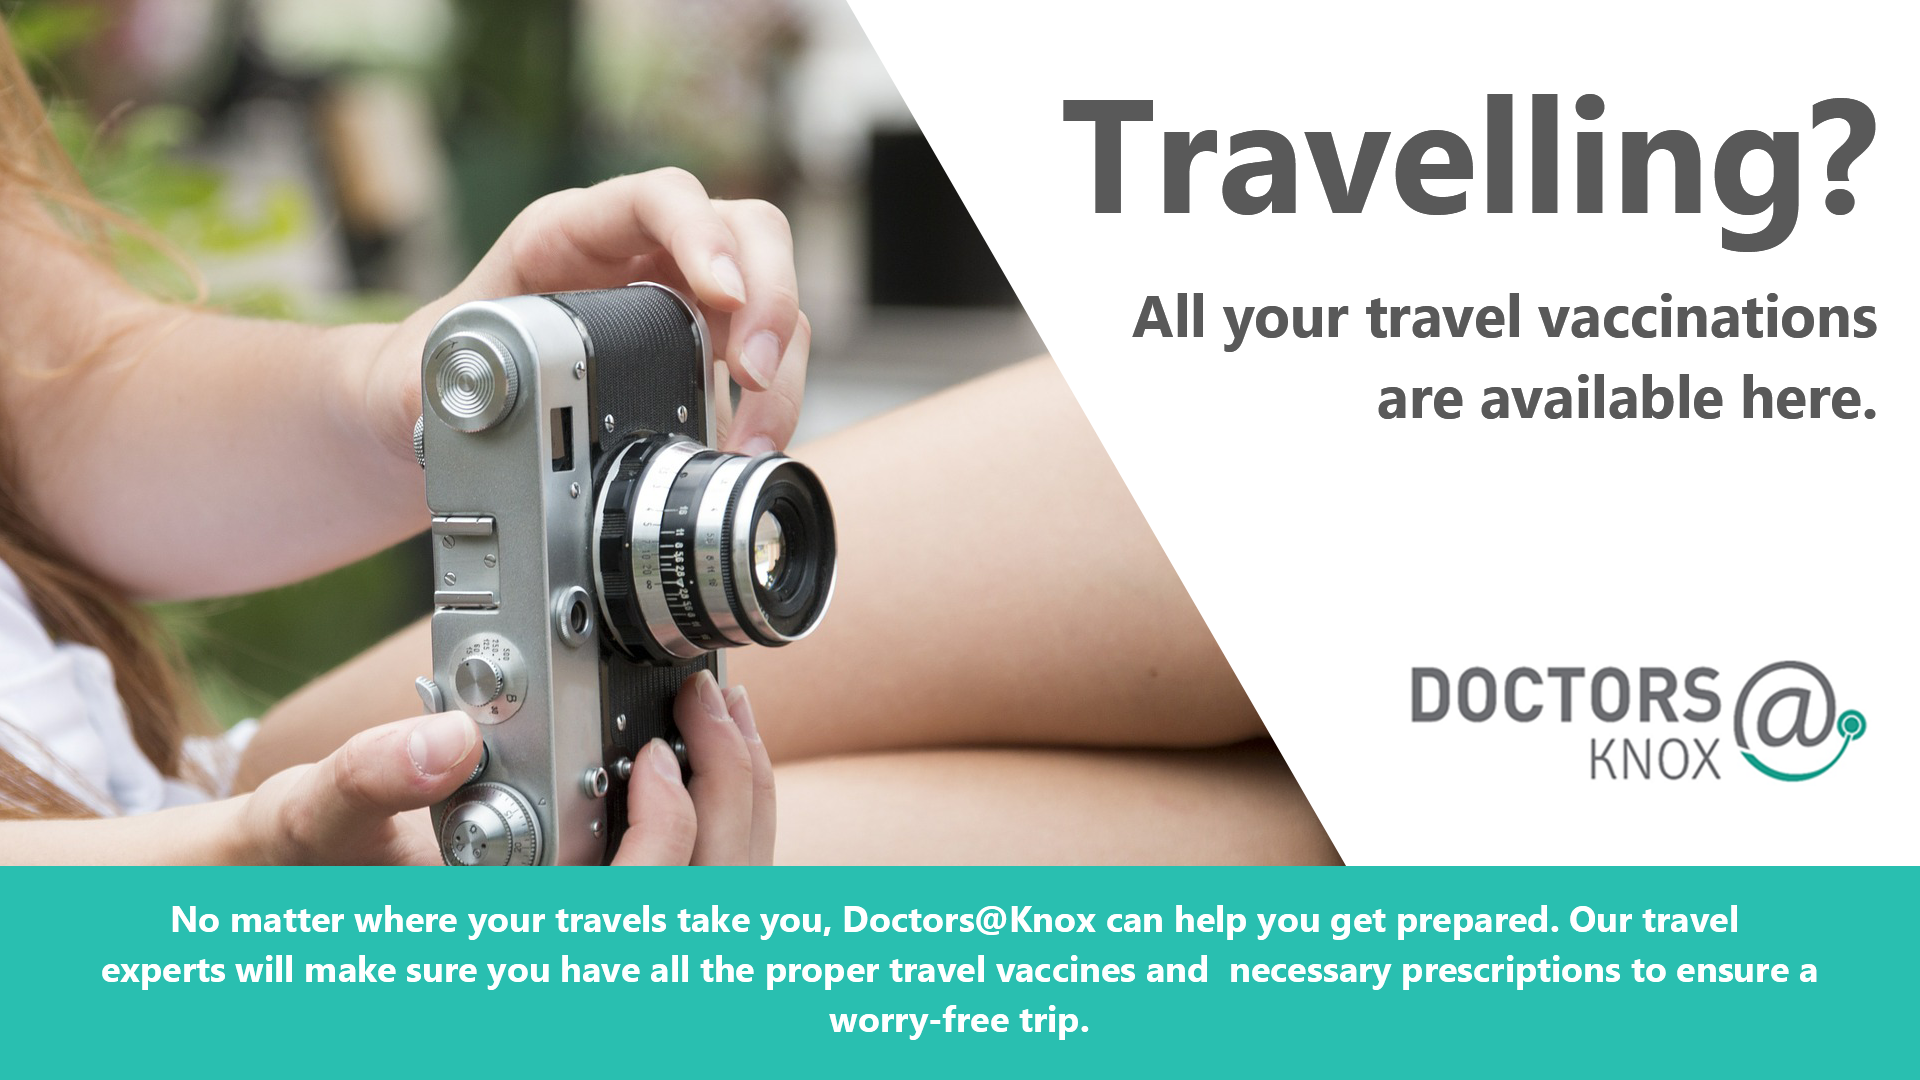 Travelling?
All your travel vaccinations
are available here.
DOCTORS@
KNOX
No matter where your travels take you, Doctors@Knox can help you get prepared. Our travel
experts will make sure you have all the proper travel vaccines and  necessary prescriptions to ensure a
worry-free trip.